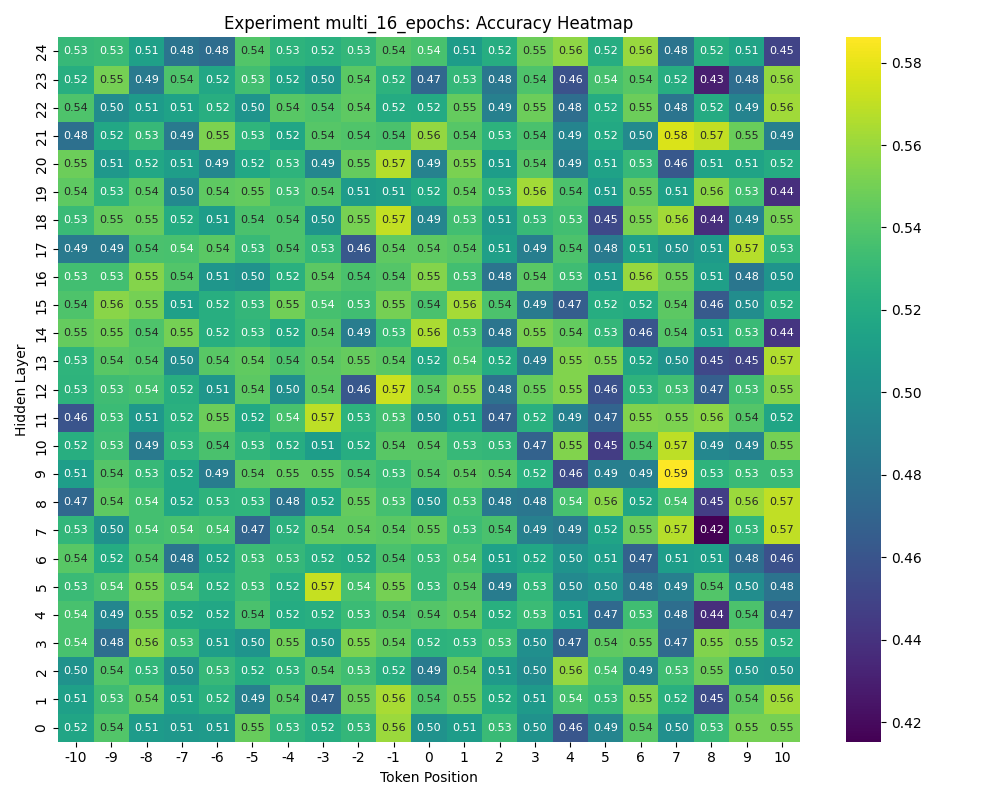 Experiment multi_16_epochs: Accuracy Heatmap
24 0.53 0.53 0.51 0.48 0.48 0.54 0.53 0.52 0.53 0.54 0.54 0.51 0.52 0.55 0.56 0.52 0.56 0.48 0.52 0.51 0.45
23 0.52 0.55 0.49 0.54 0.52 0.53 0.52 0.50 0.54 0.52 0.47 0.53 0.48 0.54 0.46 0.54 0.54 0.52 0.43 0.48 0.56
22 0.54 0.50 0.51 0.51 0.52 0.50 0.54 0.54 0.54 0.52 0.52 0.55 0.49 0.55 0.48 0.52 0.55 0.48 0.52 0.49 0.56
21 0.48 0.52 0.53 0.49 0.55 0.53 0.52 0.54 0.54 0.54 0.56 0.54 0.53 0.54 0.49 0.52 0.50 0.58 0.57 0.55 0.49
20 0.55 0.51 0.52 0.51 0.49 0.52 0.53 0.49 0.55 0.57 0.49 0.55 0.51 0.54 0.49 0.51 0.53 0.46 0.51 0.51 0.52
19 0.54 0.53 0.54 0.50 0.54 0.55 0.53 0.54 0.51 0.51 0.52 0.54 0.53 0.56 0.54 0.51 0.55 0.51 0.56 0.53 0.44
18 0.53 0.55 0.55 0.52 0.51 0.54 0.54 0.50 0.55 0.57 0.49 0.53 0.51 0.53 0.53 0.45 0.55 0.56 0.44 0.49 0.55
17 0.49 0.49 0.54 0.54 0.54 0.53 0.54 0.53 0.46 0.54 0.54 0.54 0.51 0.49 0.54 0.48 0.51 0.50 0.51 0.57 0.53
16 0.53 0.53 0.55 0.54 0.51 0.50 0.52 0.54 0.54 0.54 0.55 0.53 0.48 0.54 0.53 0.51 0.56 0.55 0.51 0.48 0.50
15 0.54 0.56 0.55 0.51 0.52 0.53 0.55 0.54 0.53 0.55 0.54 0.56 0.54 0.49 0.47 0.52 0.52 0.54 0.46 0.50 0.52
14 0.55 0.55 0.54 0.55 0.52 0.53 0.52 0.54 0.49 0.53 0.56 0.53 0.48 0.55 0.54 0.53 0.46 0.54 0.51 0.53 0.44
13 0.53 0.54 0.54 0.50 0.54 0.54 0.54 0.54 0.55 0.54 0.52 0.54 0.52 0.49 0.55 0.55 0.52 0.50 0.45 0.45 0.57
12 0.53 0.53 0.54 0.52 0.51 0.54 0.50 0.54 0.46 0.57 0.54 0.55 0.48 0.55 0.55 0.46 0.53 0.53 0.47 0.53 0.55
11 0.46 0.53 0.51 0.52 0.55 0.52 0.54 0.57 0.53 0.53 0.50 0.51 0.47 0.52 0.49 0.47 0.55 0.55 0.56 0.54 0.52
10 0.52 0.53 0.49 0.53 0.54 0.53 0.52 0.51 0.52 0.54 0.54 0.53 0.53 0.47 0.55 0.45 0.54 0.57 0.49 0.49 0.55
9 0.51 0.54 0.53 0.52 0.49 0.54 0.55 0.55 0.54 0.53 0.54 0.54 0.54 0.52 0.46 0.49 0.49 0.59 0.53 0.53 0.53
8 0.47 0.54 0.54 0.52 0.53 0.53 0.48 0.52 0.55 0.53 0.50 0.53 0.48 0.48 0.54 0.56 0.52 0.54 0.45 0.56 0.57
7 0.53 0.50 0.54 0.54 0.54 0.47 0.52 0.54 0.54 0.54 0.55 0.53 0.54 0.49 0.49 0.52 0.55 0.57 0.42 0.53 0.57
6 0.54 0.52 0.54 0.48 0.52 0.53 0.53 0.52 0.52 0.54 0.53 0.54 0.51 0.52 0.50 0.51 0.47 0.51 0.51 0.48 0.46
5 0.53 0.54 0.55 0.54 0.52 0.53 0.52 0.57 0.54 0.55 0.53 0.54 0.49 0.53 0.50 0.50 0.48 0.49 0.54 0.50 0.48
4 0.54 0.49 0.55 0.52 0.52 0.54 0.52 0.52 0.53 0.54 0.54 0.54 0.52 0.53 0.51 0.47 0.53 0.48 0.44 0.54 0.47
3 0.54 0.48 0.56 0.53 0.51 0.50 0.55 0.50 0.55 0.54 0.52 0.53 0.53 0.50 0.47 0.54 0.55 0.47 0.55 0.55 0.52
2 0.50 0.54 0.53 0.50 0.53 0.52 0.53 0.54 0.53 0.52 0.49 0.54 0.51 0.50 0.56 0.54 0.49 0.53 0.55 0.50 0.50
1 0.51 0.53 0.54 0.51 0.52 0.49 0.54 0.47 0.55 0.56 0.54 0.55 0.52 0.51 0.54 0.53 0.55 0.52 0.45 0.54 0.56
0 0.52 0.54 0.51 0.51 0.51 0.55 0.53 0.52 0.53 0.56 0.50 0.51 0.53 0.50 0.46 0.49 0.54 0.50 0.53 0.55 0.55
-10 -9 -8 -7 -6 -5 -4 -3 -2 -1 0 1 2 3 4 5 6 7 8 9 10
Token Position
Hidden Layer
0.58
0.56
0.54
0.52
0.50
0.48
0.46
0.44
0.42